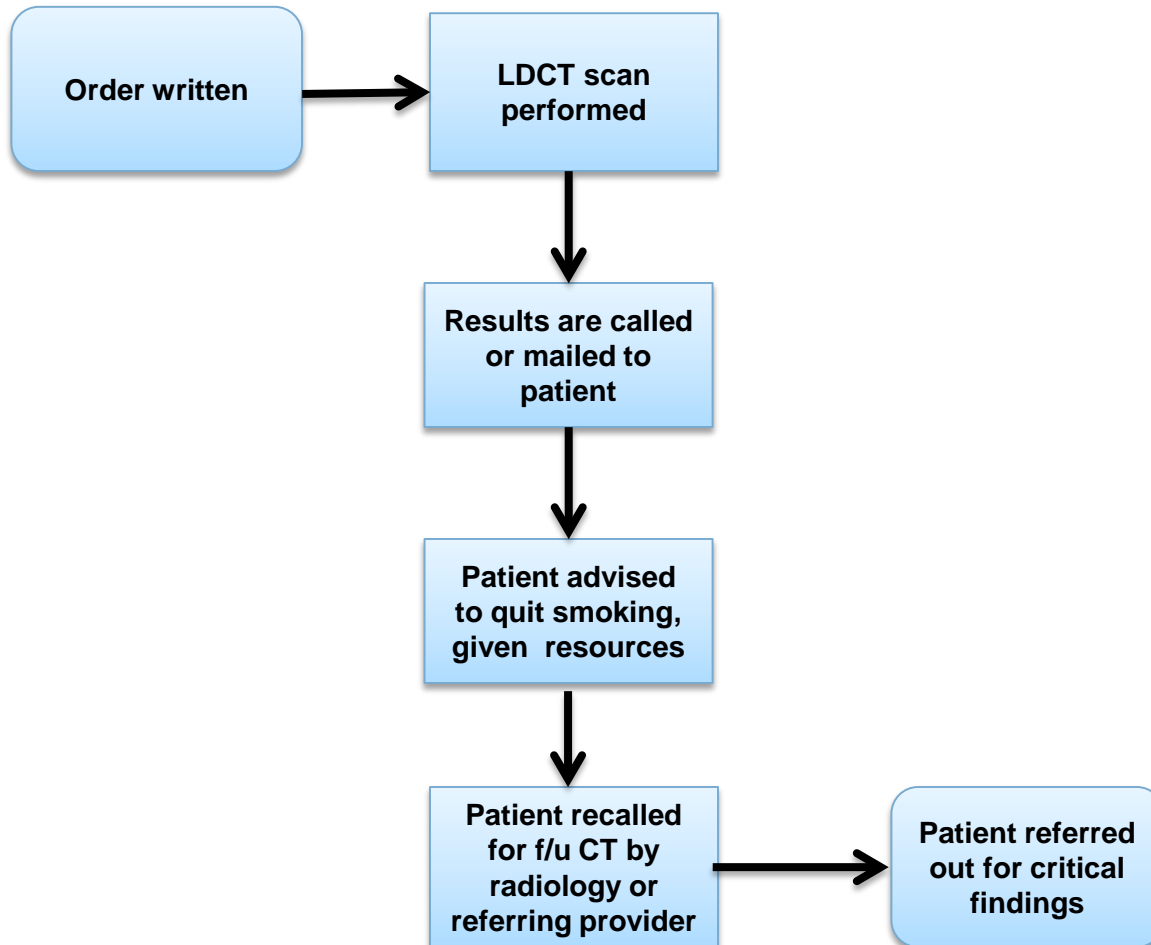 Order written
LDCT scan
performed
Results are called
or mailed to
patient
Patient advised
to quit smoking,
given  resources
Patient recalled
for f/u CT by
radiology or
referring provider
Patient referred
out for critical
findings